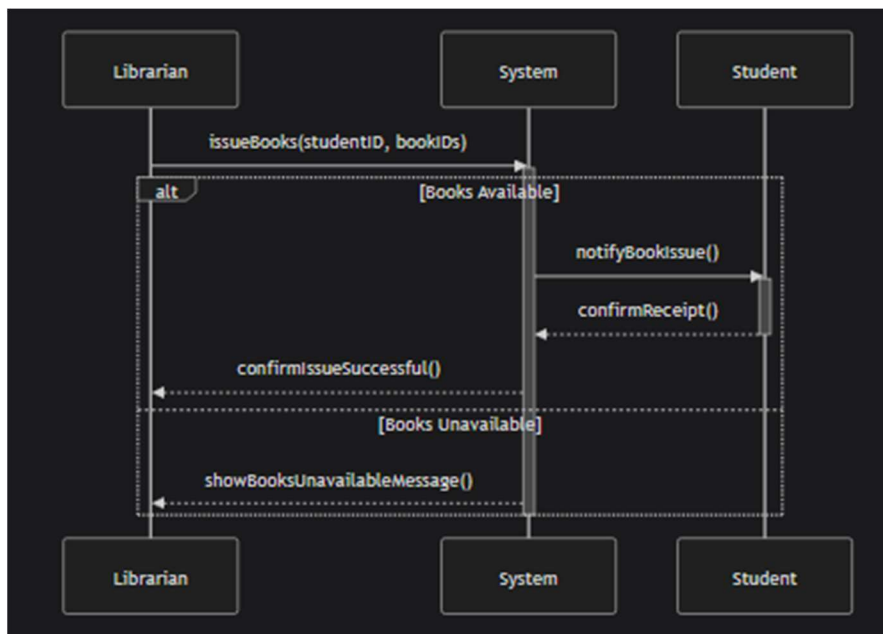 Librarian System Student
issueBooks(studentID, bookIDs)
alt [Books Available]
notifyBookIssue()
confirmReceipt()
confirmIssueSuccessful()
[Books Unavailable]
showBooksUnavailableMessage()
Librarian System Student